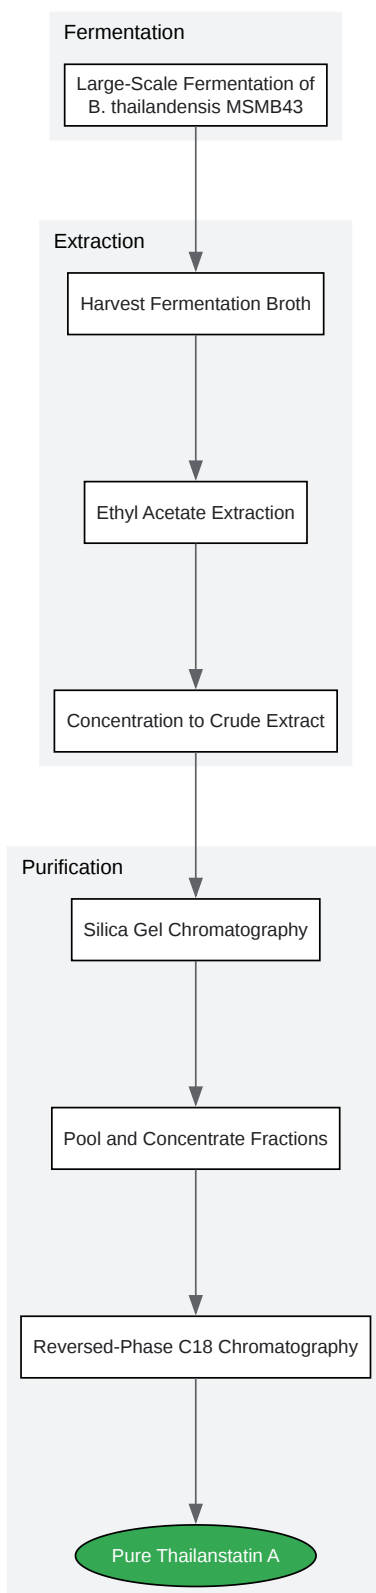 Fermentation
Large-Scale Fermentation of
B. thailandensis MSMB43
Extraction
Harvest Fermentation Broth
Ethyl Acetate Extraction
Concentration to Crude Extract
Purification
Silica Gel Chromatography
Pool and Concentrate Fractions
Reversed-Phase C18 Chromatography
Pure Thailanstatin A